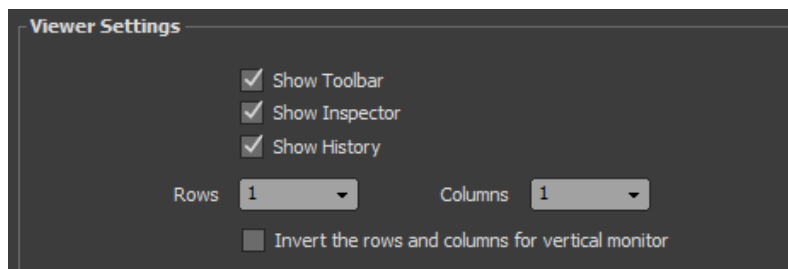 Viewer Settings
Show Toolbar
Show Inspector
Show History
Rows 1 Columns 1
Invert the rows and columns for vertical monitor